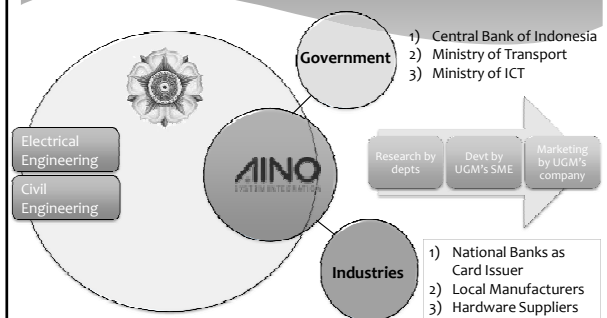 Government
1) Central Bank of Indonesia
2) Ministry of Transport
3) Ministry of ICT
Electrical
Engineering
Civil
Engineering
AINO
SYSTEM INTEGRATION
Research by
depts
Devt by
UGM's SME
Marketing
by UGM's
company
Industries
1) National Banks as
Card Issuer
2) Local Manufacturers
3) Hardware Suppliers